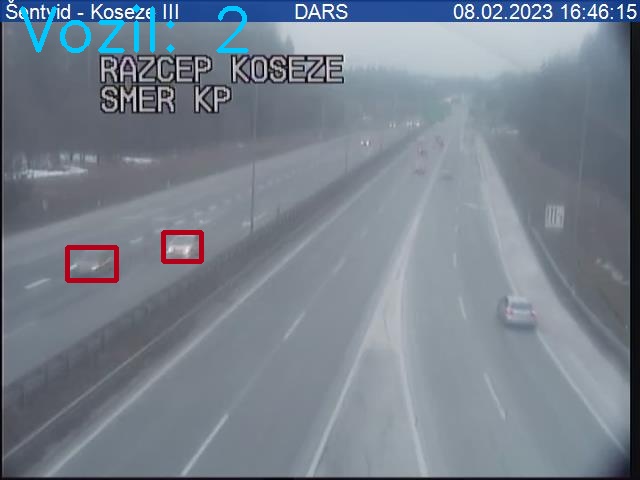 Šentvid - Koseze III DARS 08.02.2023 16:46:15
Vozil: 2
RAZCEP KOSEZE
SMER KP